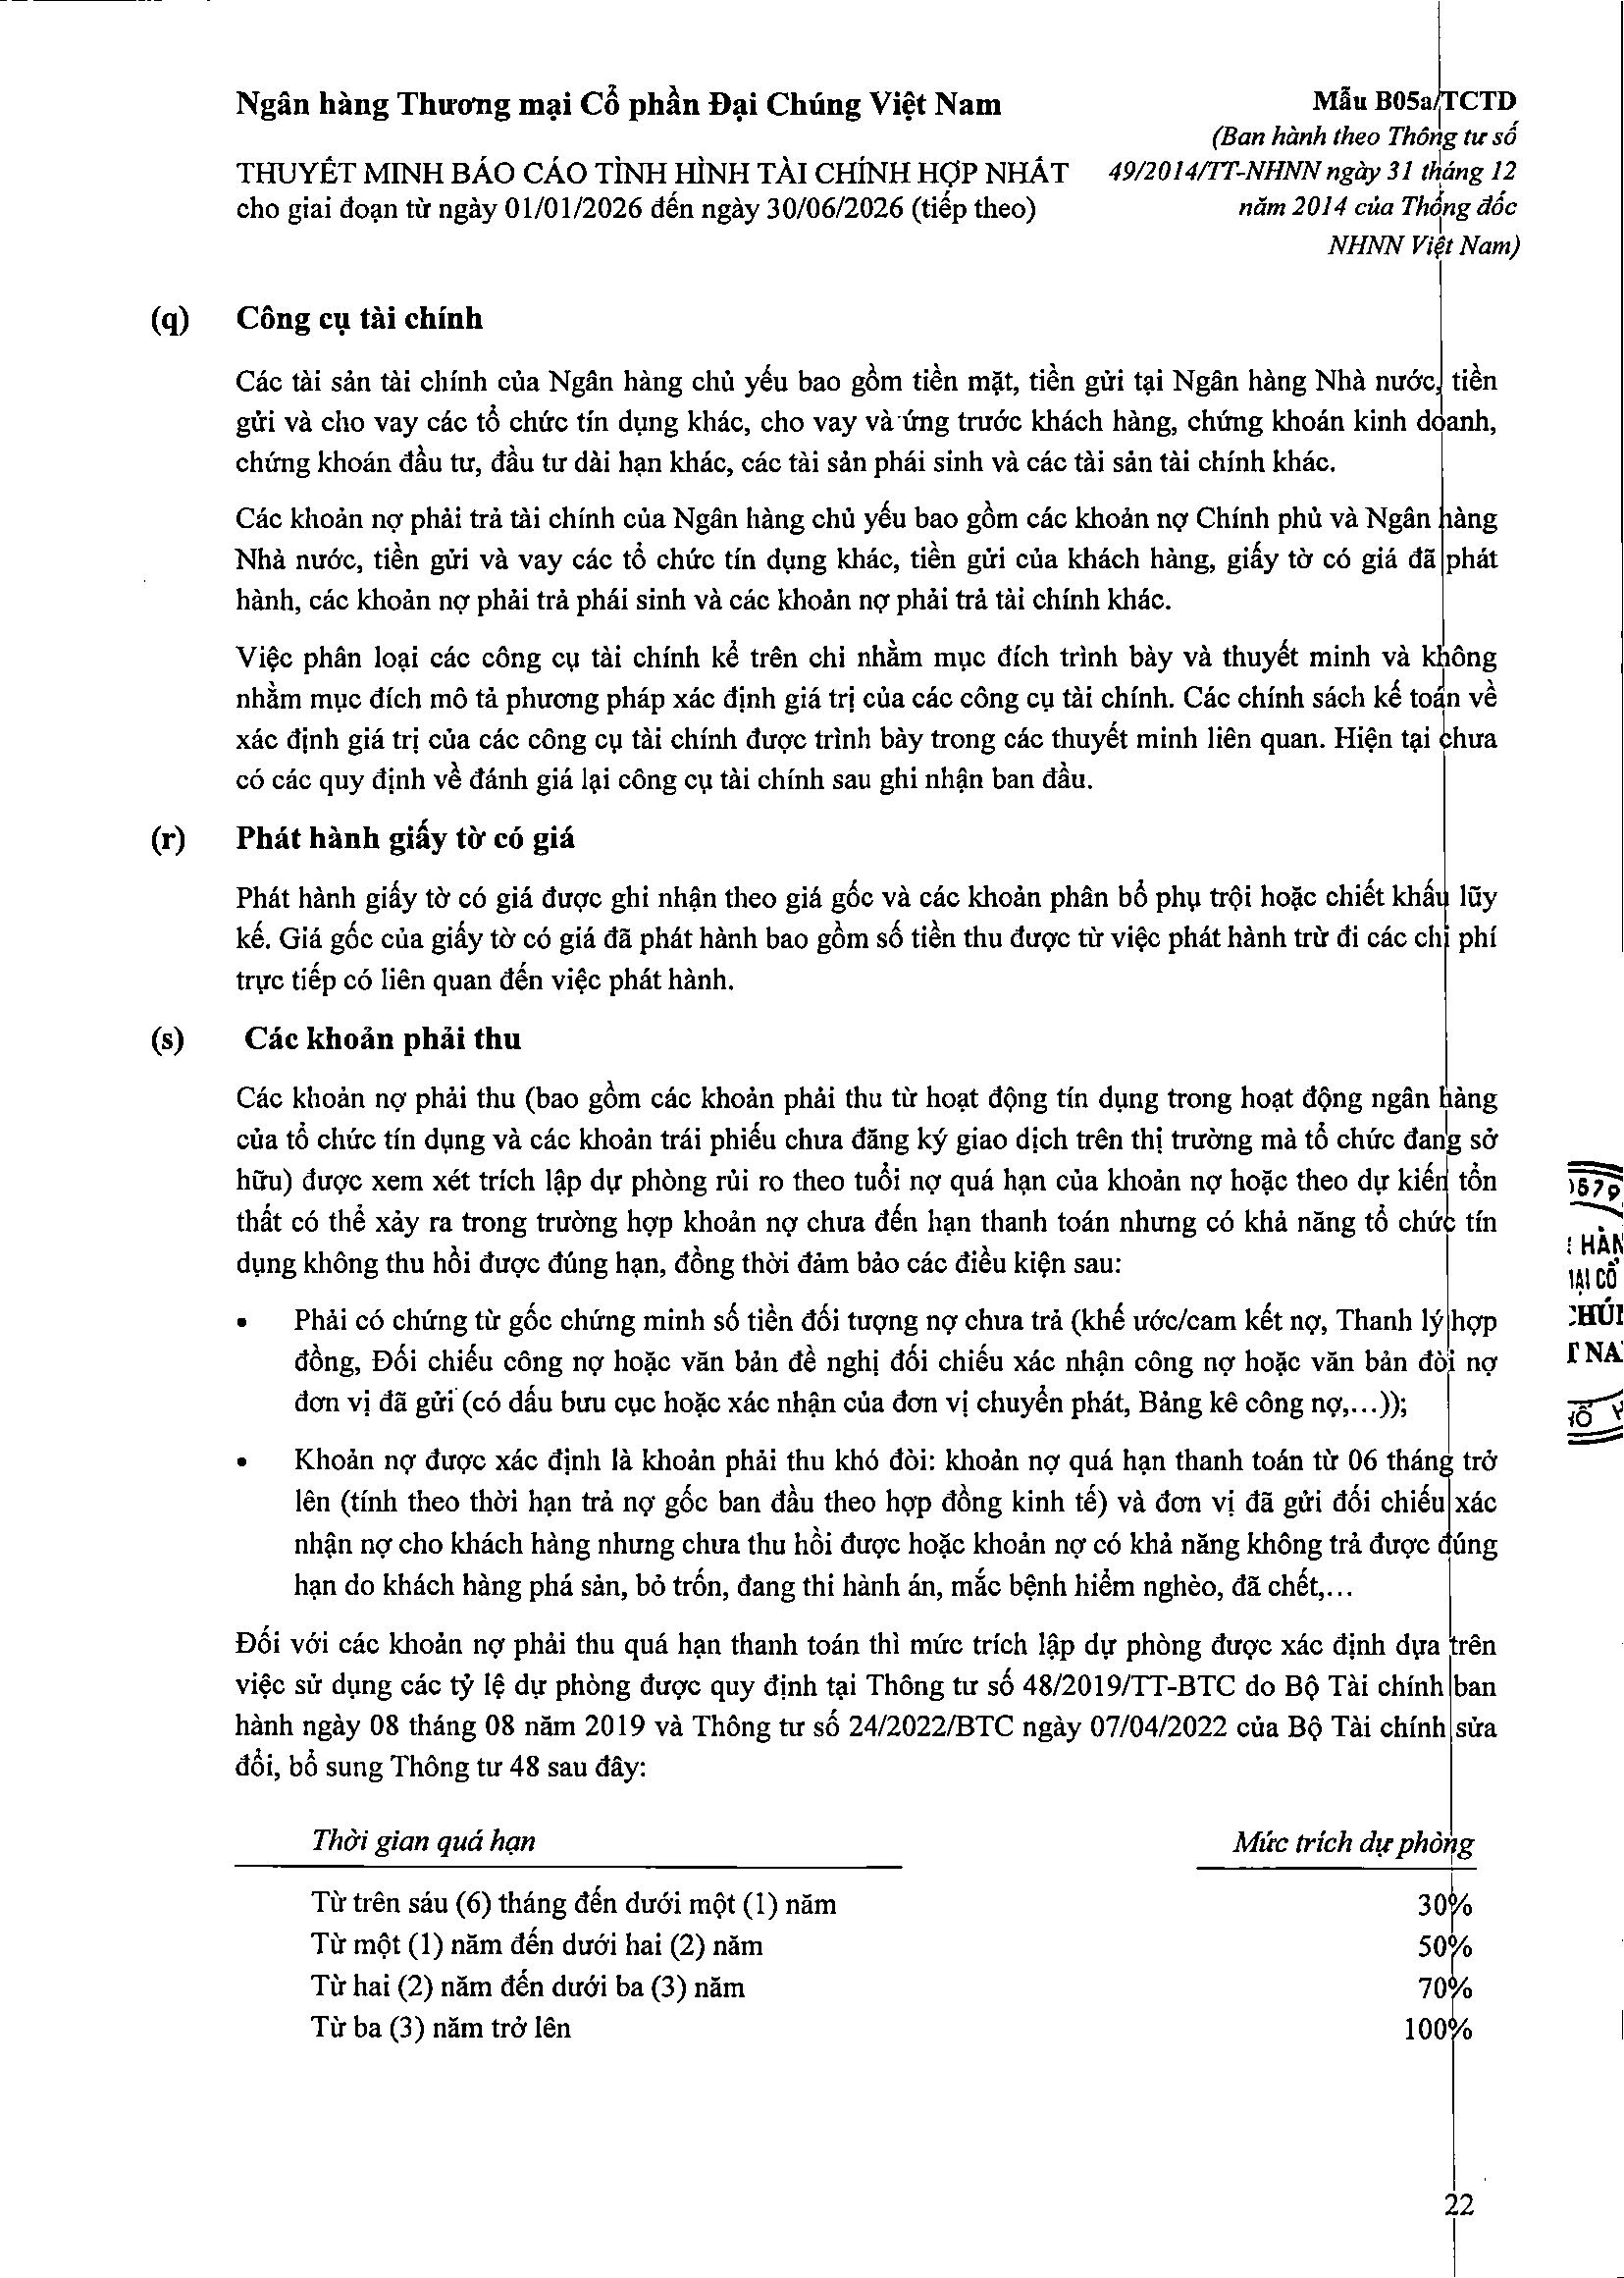 Ngân hàng Thương mại Cổ phần Đại Chúng Việt Nam
THUYẾT MINH BÁO CÁO TÌNH HÌNH TÀI CHÍNH HỢP NHẤT
cho giai đoạn từ ngày 01/01/2026 đến ngày 30/06/2026 (tiếp theo)
Mẫu B05a/TCTD
(Ban hành theo Thông tư số
49/2014/TT-NHNN ngày 31 tháng 12
năm 2014 của Thống đốc
NHNN Việt Nam)
(q) Công cụ tài chính
Các tài sản tài chính của Ngân hàng chủ yếu bao gồm tiền mặt, tiền gửi tại Ngân hàng Nhà nước, tiền
gửi và cho vay các tổ chức tín dụng khác, cho vay và ứng trước khách hàng, chứng khoán kinh doanh,
chứng khoán đầu tư, đầu tư dài hạn khác, các tài sản phái sinh và các tài sản tài chính khác.
Các khoản nợ phải trả tài chính của Ngân hàng chủ yếu bao gồm các khoản nợ Chính phủ và Ngân hàng
Nhà nước, tiền gửi và vay các tổ chức tín dụng khác, tiền gửi của khách hàng, giấy tờ có giá đã phát
hành, các khoản nợ phải trả phái sinh và các khoản nợ phải trả tài chính khác.
Việc phân loại các công cụ tài chính kể trên chi nhằm mục đích trình bày và thuyết minh và không
nhằm mục đích mô tả phương pháp xác định giá trị của các công cụ tài chính. Các chính sách kế toán về
xác định giá trị của các công cụ tài chính được trình bày trong các thuyết minh liên quan. Hiện tại chưa
có các quy định về đánh giá lại công cụ tài chính sau ghi nhận ban đầu.
(r) Phát hành giấy tờ có giá
Phát hành giấy tờ có giá được ghi nhận theo giá gốc và các khoản phân bổ phụ trội hoặc chiết khấu lũy
kế. Giá gốc của giấy tờ có giá đã phát hành bao gồm số tiền thu được từ việc phát hành trừ đi các chi phí
trực tiếp có liên quan đến việc phát hành.
(s) Các khoản phải thu
Các khoản nợ phải thu (bao gồm các khoản phải thu từ hoạt động tín dụng trong hoạt động ngân hàng
của tổ chức tín dụng và các khoản trái phiếu chưa đăng ký giao dịch trên thị trường mà tổ chức đang sở
hữu) được xem xét trích lập dự phòng rủi ro theo tuổi nợ quá hạn của khoản nợ hoặc theo dự kiến tổn
thất có thể xảy ra trong trường hợp khoản nợ chưa đến hạn thanh toán nhưng có khả năng tổ chức tín
dụng không thu hồi được đúng hạn, đồng thời đảm bảo các điều kiện sau:
• Phải có chứng từ gốc chứng minh số tiền đối tượng nợ chưa trả (khế ước/cam kết nợ, Thanh lý hợp
đồng, Đối chiếu công nợ hoặc văn bản đề nghị đối chiếu xác nhận công nợ hoặc văn bản đòi nợ
đơn vị đã gửi (có dấu bưu cục hoặc xác nhận của đơn vị chuyển phát, Bảng kê công nợ,...));
• Khoản nợ được xác định là khoản phải thu khó đòi: khoản nợ quá hạn thanh toán từ 06 tháng trở
lên (tính theo thời hạn trả nợ gốc ban đầu theo hợp đồng kinh tế) và đơn vị đã gửi đối chiếu xác
nhận nợ cho khách hàng nhưng chưa thu hồi được hoặc khoản nợ có khả năng không trả được đúng
hạn do khách hàng phá sản, bỏ trốn, đang thi hành án, mắc bệnh hiểm nghèo, đã chết,...
Đối với các khoản nợ phải thu quá hạn thanh toán thì mức trích lập dự phòng được xác định dựa trên
việc sử dụng các tỷ lệ dự phòng được quy định tại Thông tư số 48/2019/TT-BTC do Bộ Tài chính ban
hành ngày 08 tháng 08 năm 2019 và Thông tư số 24/2022/BTC ngày 07/04/2022 của Bộ Tài chính sửa
đổi, bổ sung Thông tư 48 sau đây:
Thời gian quá hạn Mức trích dự phòng
Từ trên sáu (6) tháng đến dưới một (1) năm 30%
Từ một (1) năm đến dưới hai (2) năm 50%
Từ hai (2) năm đến dưới ba (3) năm 70%
Từ ba (3) năm trở lên 100%
22